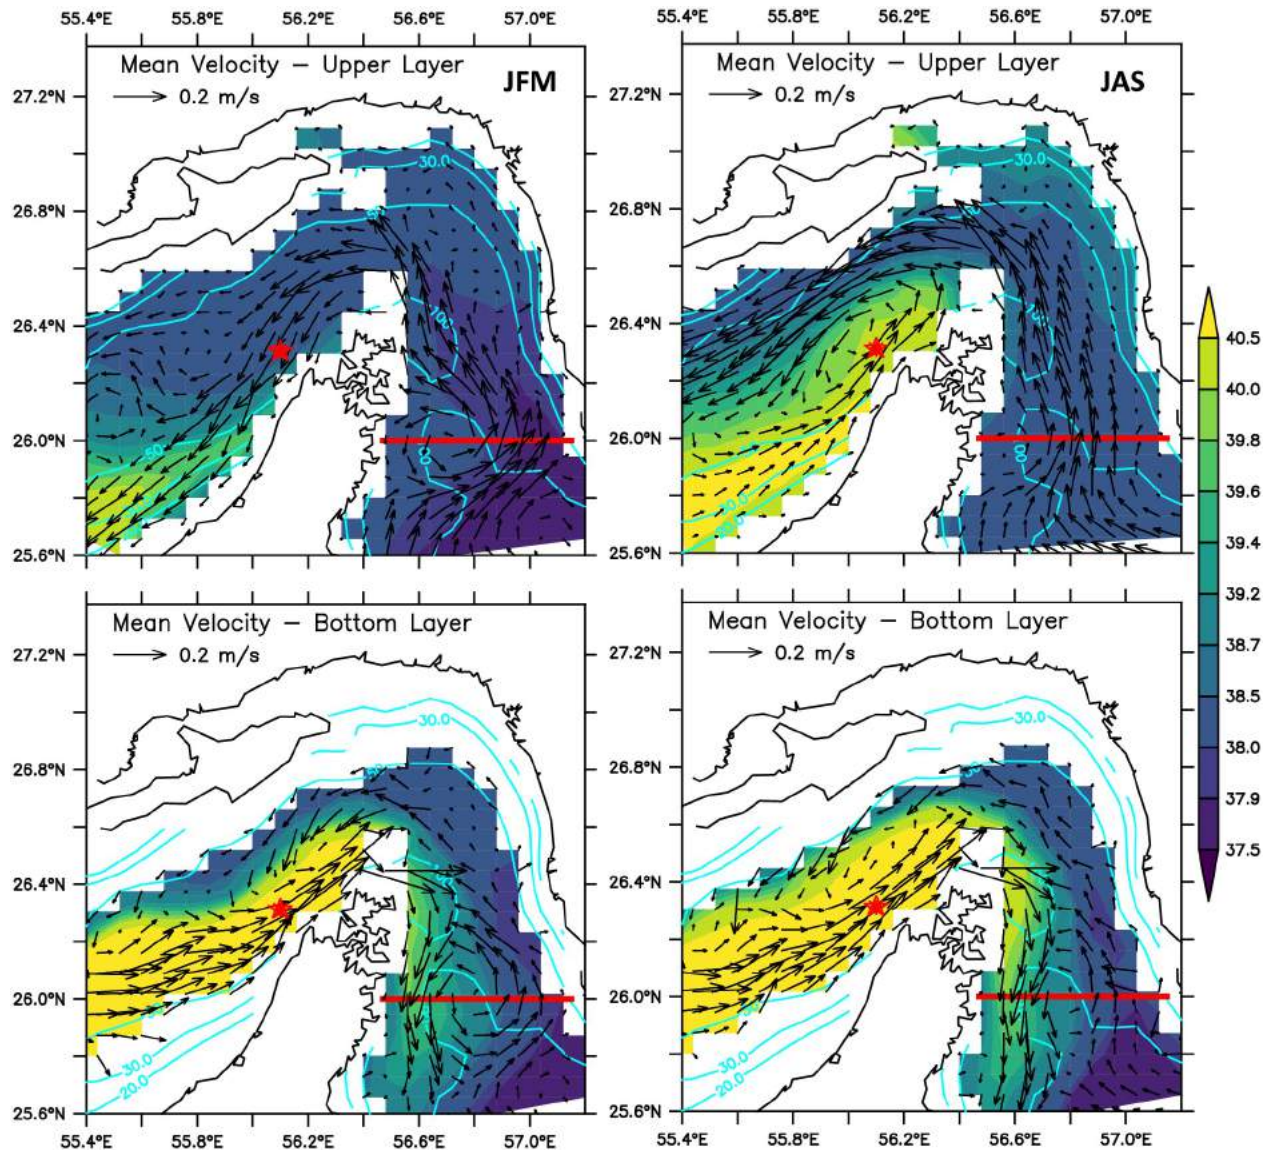 55.4°E 55.8°E 56.2°E 56.6°E 57.0°E
55.4°E 55.8°E 56.2°E 56.6°E 57.0°E
Mean Velocity – Upper Layer JFM
0.2 m/s
Mean Velocity – Upper Layer JAS
0.2 m/s
27.2°N
26.8°N
26.4°N
26.0°N
25.6°N
30.0
50
100
50
27.2°N
26.8°N
26.4°N
26.0°N
25.6°N
30.0
40.5
40.0
39.8
39.6
39.4
39.2
38.7
38.5
38.0
37.9
37.5
Mean Velocity – Bottom Layer
0.2 m/s
Mean Velocity – Bottom Layer
0.2 m/s
27.2°N
26.8°N
26.4°N
26.0°N
25.6°N
30.0
30.0
20.0
27.2°N
26.8°N
26.4°N
26.0°N
25.6°N
30.0
30.0
20.0
55.4°E 55.8°E 56.2°E 56.6°E 57.0°E
55.4°E 55.8°E 56.2°E 56.6°E 57.0°E